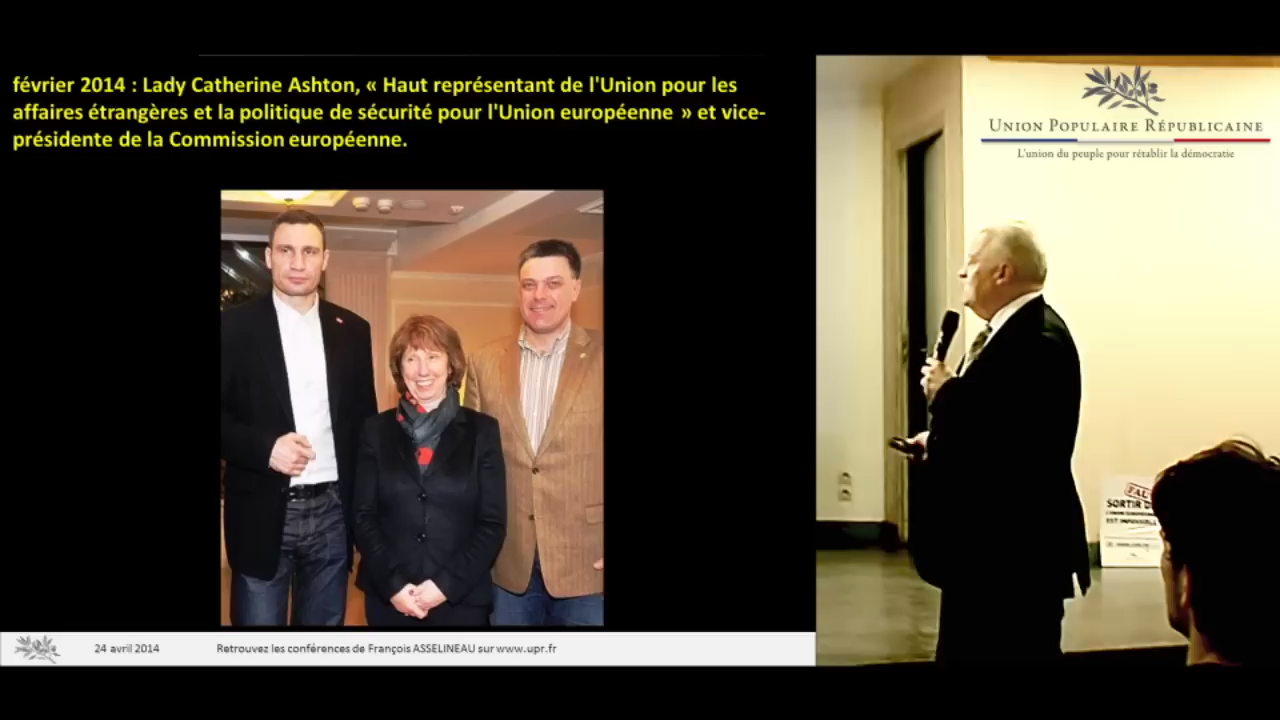 février 2014 : Lady Catherine Ashton, « Haut représentant de l'Union pour les
affaires étrangères et la politique de sécurité pour l'Union européenne » et vice-
présidente de la Commission européenne.
UNION POPULAIRE RÉPUBLICAINE
L'union du peuple pour rétablir la démocratie
SORTIR D
24 avril 2014
Retrouvez les conférences de François ASSELINEAU sur www.upr.fr